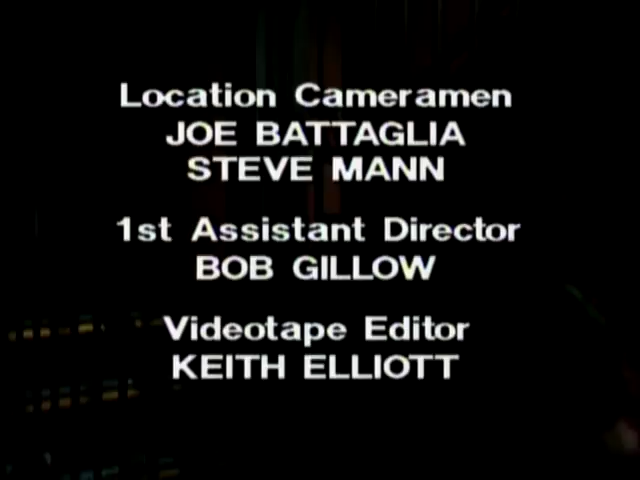 Location Cameramen
JOE BATTAGLIA
STEVE MANN
1st Assistant Director
BOB GILLOW
Videotape Editor
KEITH ELLIOTT